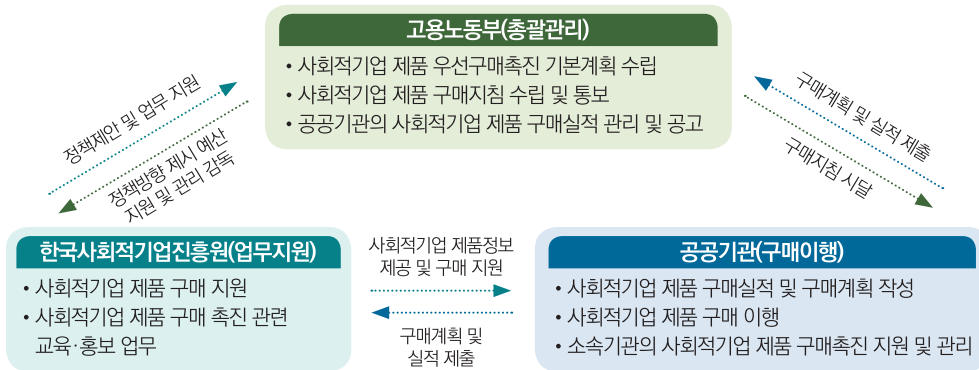 고용노동부(총괄관리)
• 사회적기업 제품 우선구매촉진 기본계획 수립
• 사회적기업 제품 구매지침 수립 및 통보
• 공공기관의 사회적기업 제품 구매실적 관리 및 공고
정책제안 및 업무 지원
정책방향 제시 예산
지원 및 관리 감독
구매계획 및 실적 제출
구매지침 시달
한국사회적기업진흥원(업무지원)
• 사회적기업 제품 구매 지원
• 사회적기업 제품 구매 촉진 관련
교육·홍보 업무
사회적기업 제품정보
제공 및 구매 지원
구매계획 및
실적 제출
공공기관(구매이행)
• 사회적기업 제품 구매실적 및 구매계획 작성
• 사회적기업 제품 구매 이행
• 소속기관의 사회적기업 제품 구매촉진 지원 및 관리